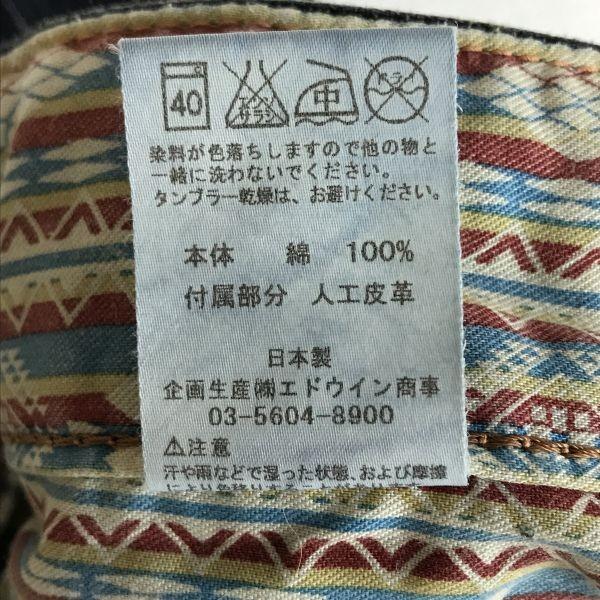 40 エンソサラシ 中 ドライ
染料が色落ちしますので他の物と
一緒に洗わないでください。
タンブラー乾燥は、お避けください。
本体 綿 100%
付属部分 人工皮革
日本製
企画生産㈱エドウイン商事
03-5604-8900
⚠注意
汗や雨などで湿った状態、および摩擦